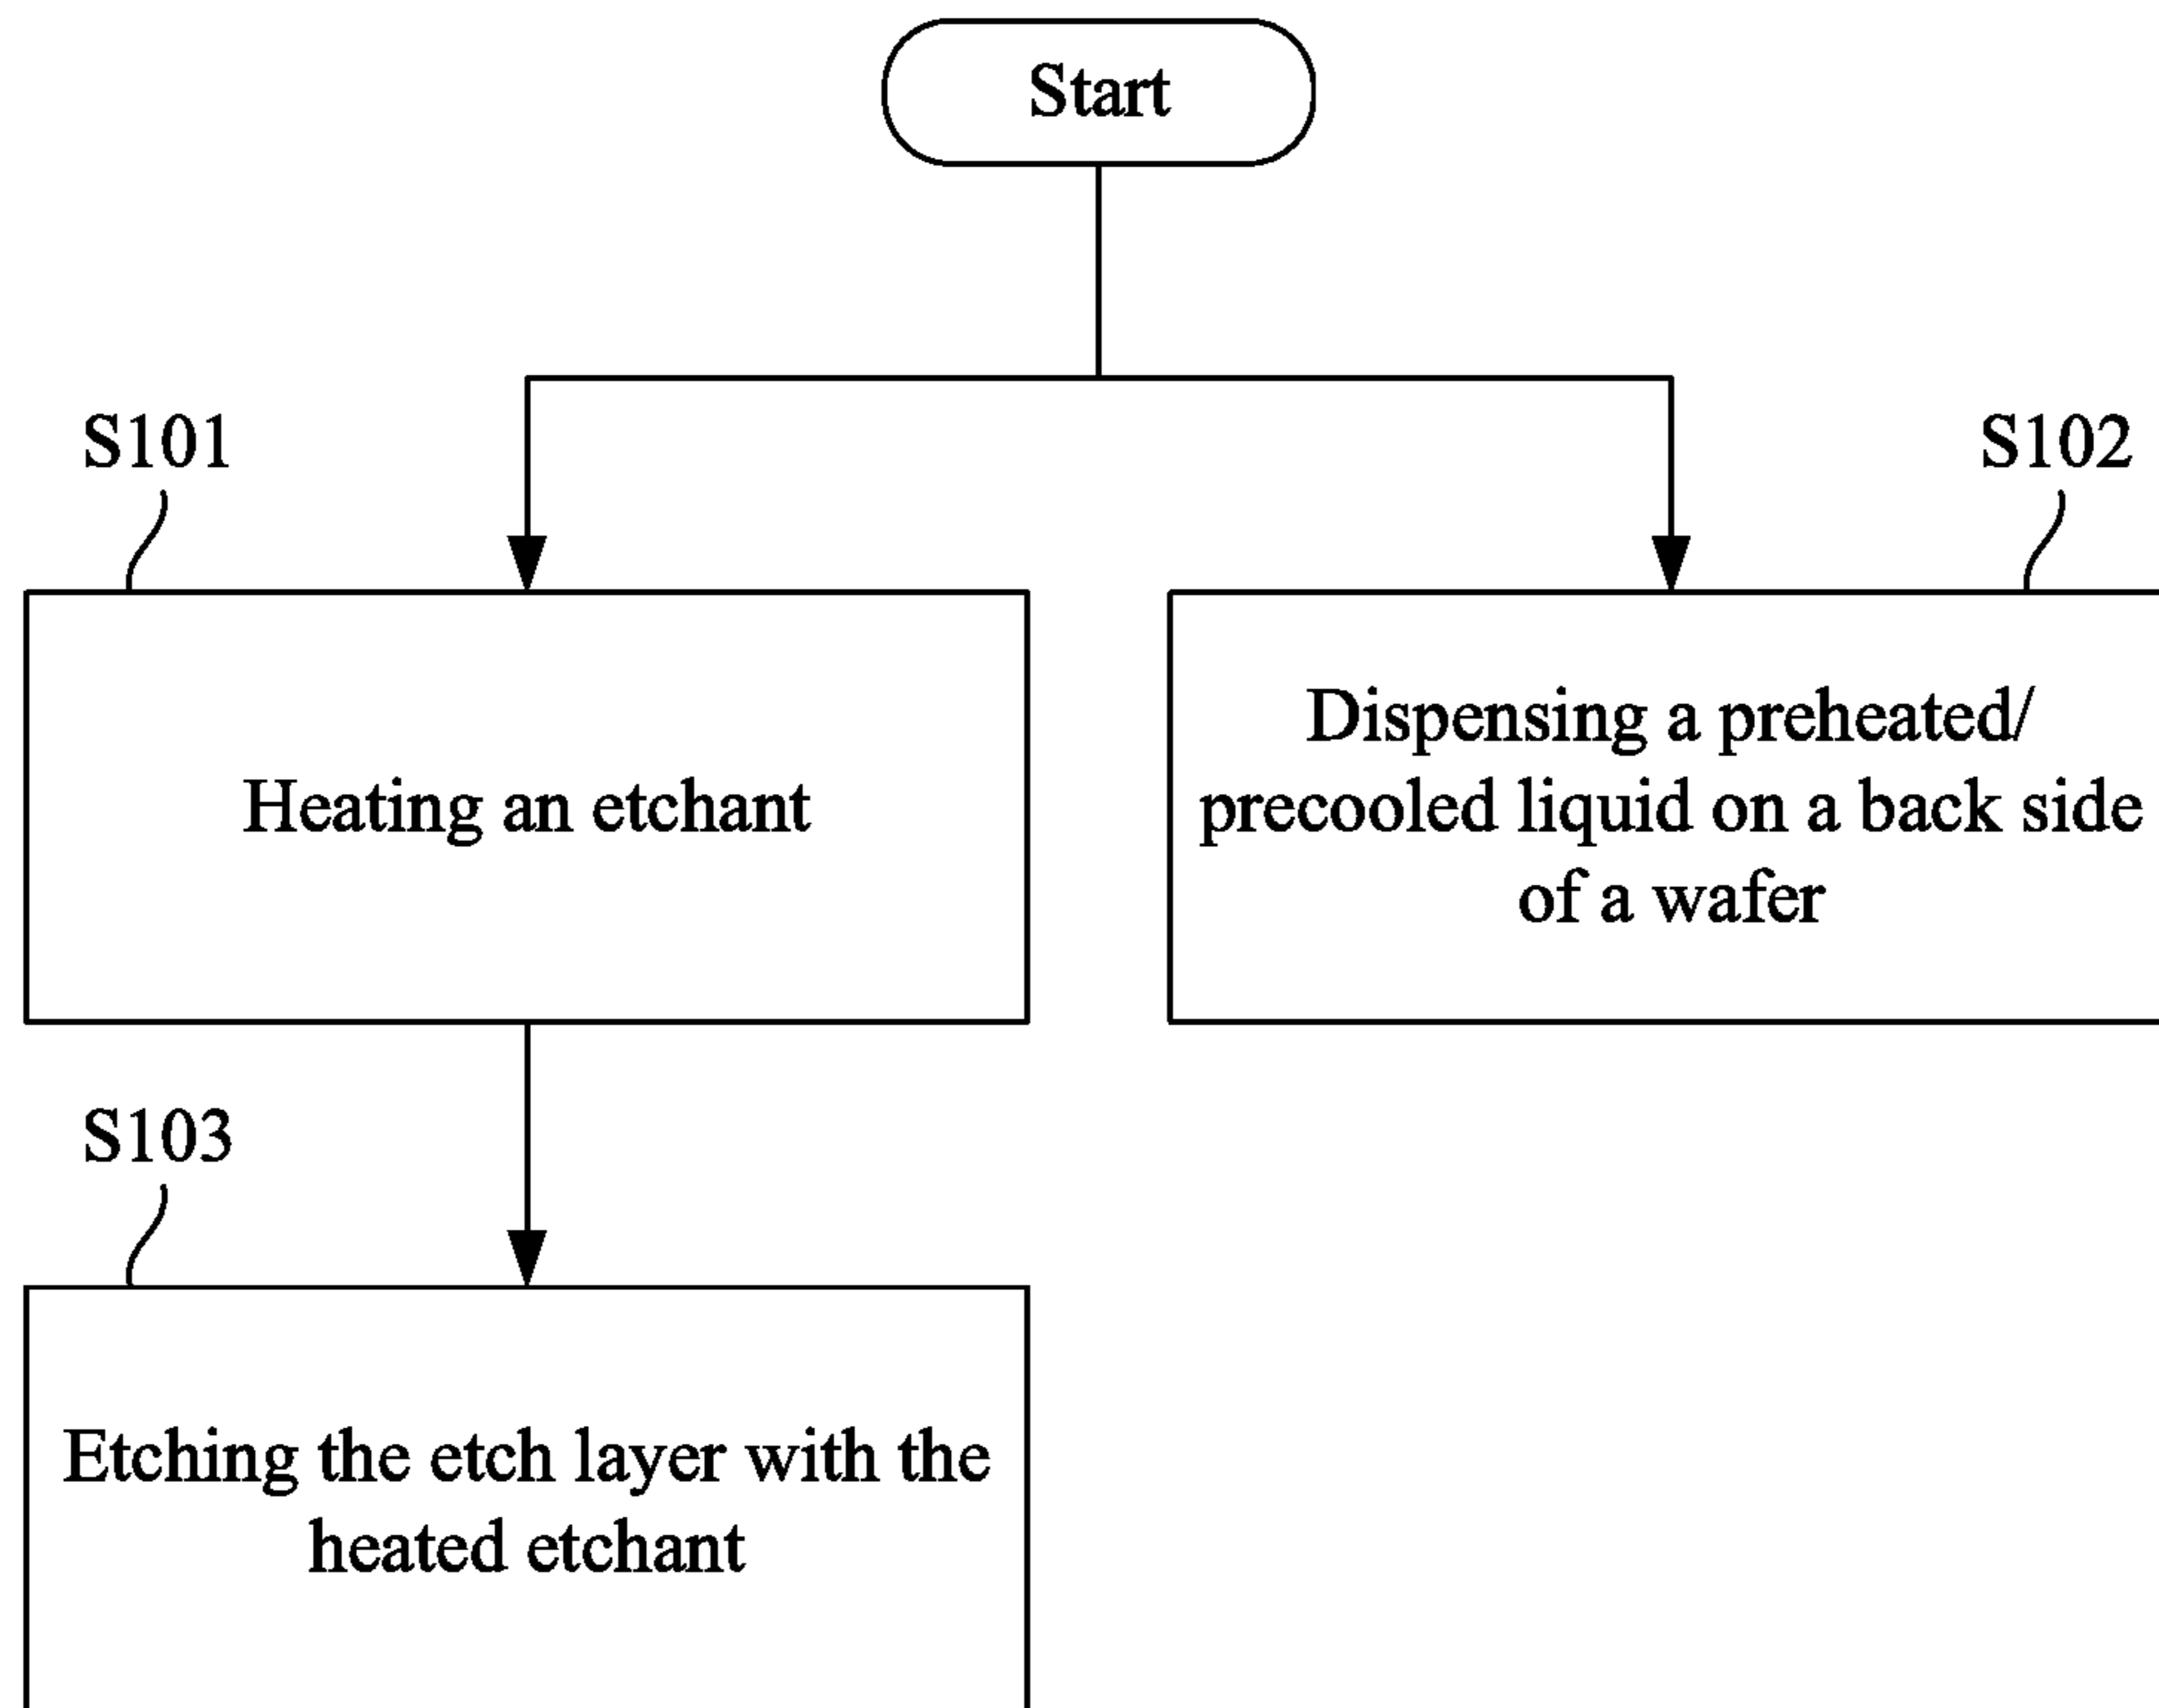 Start
S101
S102
Heating an etchant
Dispensing a preheated/
precooled liquid on a back side
of a wafer
S103
Etching the etch layer with the
heated etchant